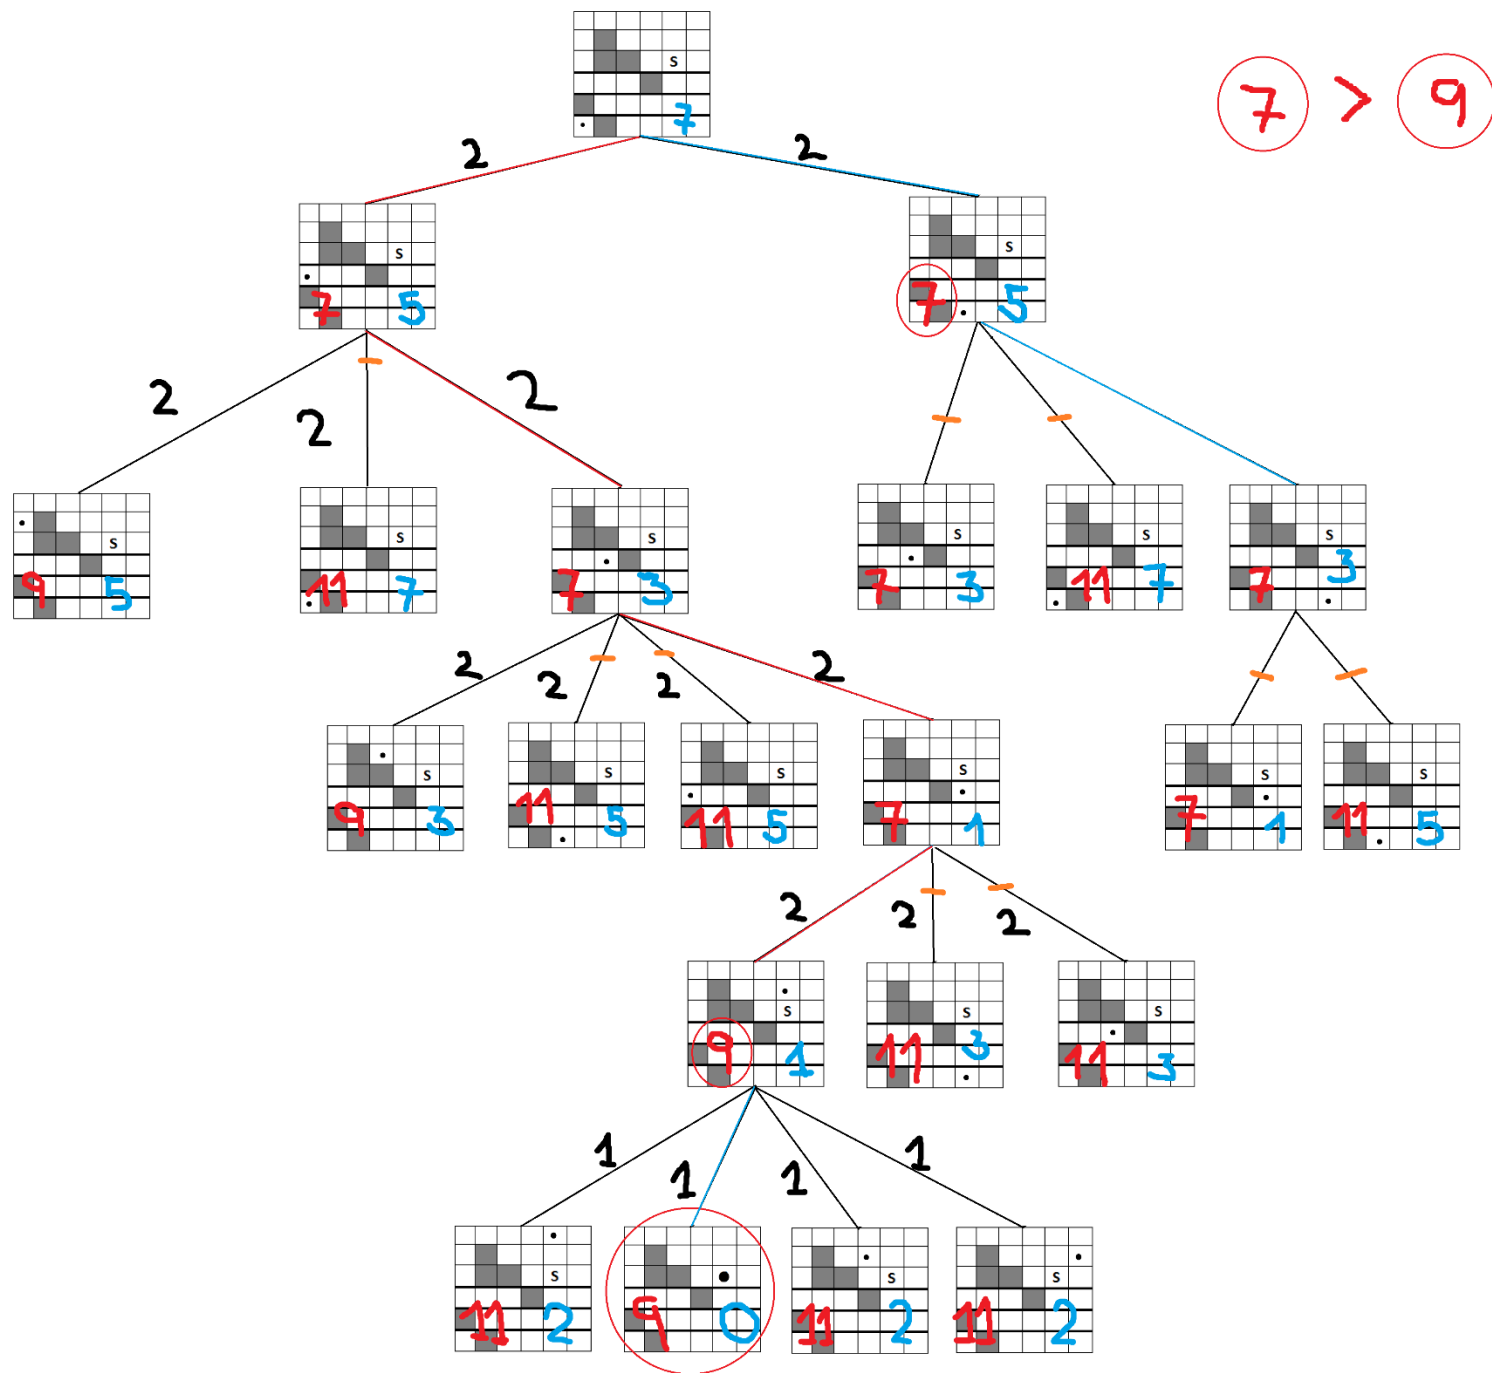 S
7
7 > 9
2 2
S S
7 5 7 5
2 2 2
S S S S S S
9 5 11 7 7 3 7 3 11 7 7 3
2 2 2 2
S S S S S S
9 3 11 5 11 5 7 1 7 1 11 5
2 2 2
S S S
9 1 11 3 11 3
1 1 1 1
S S S
11 2 9 0 11 2 11 2